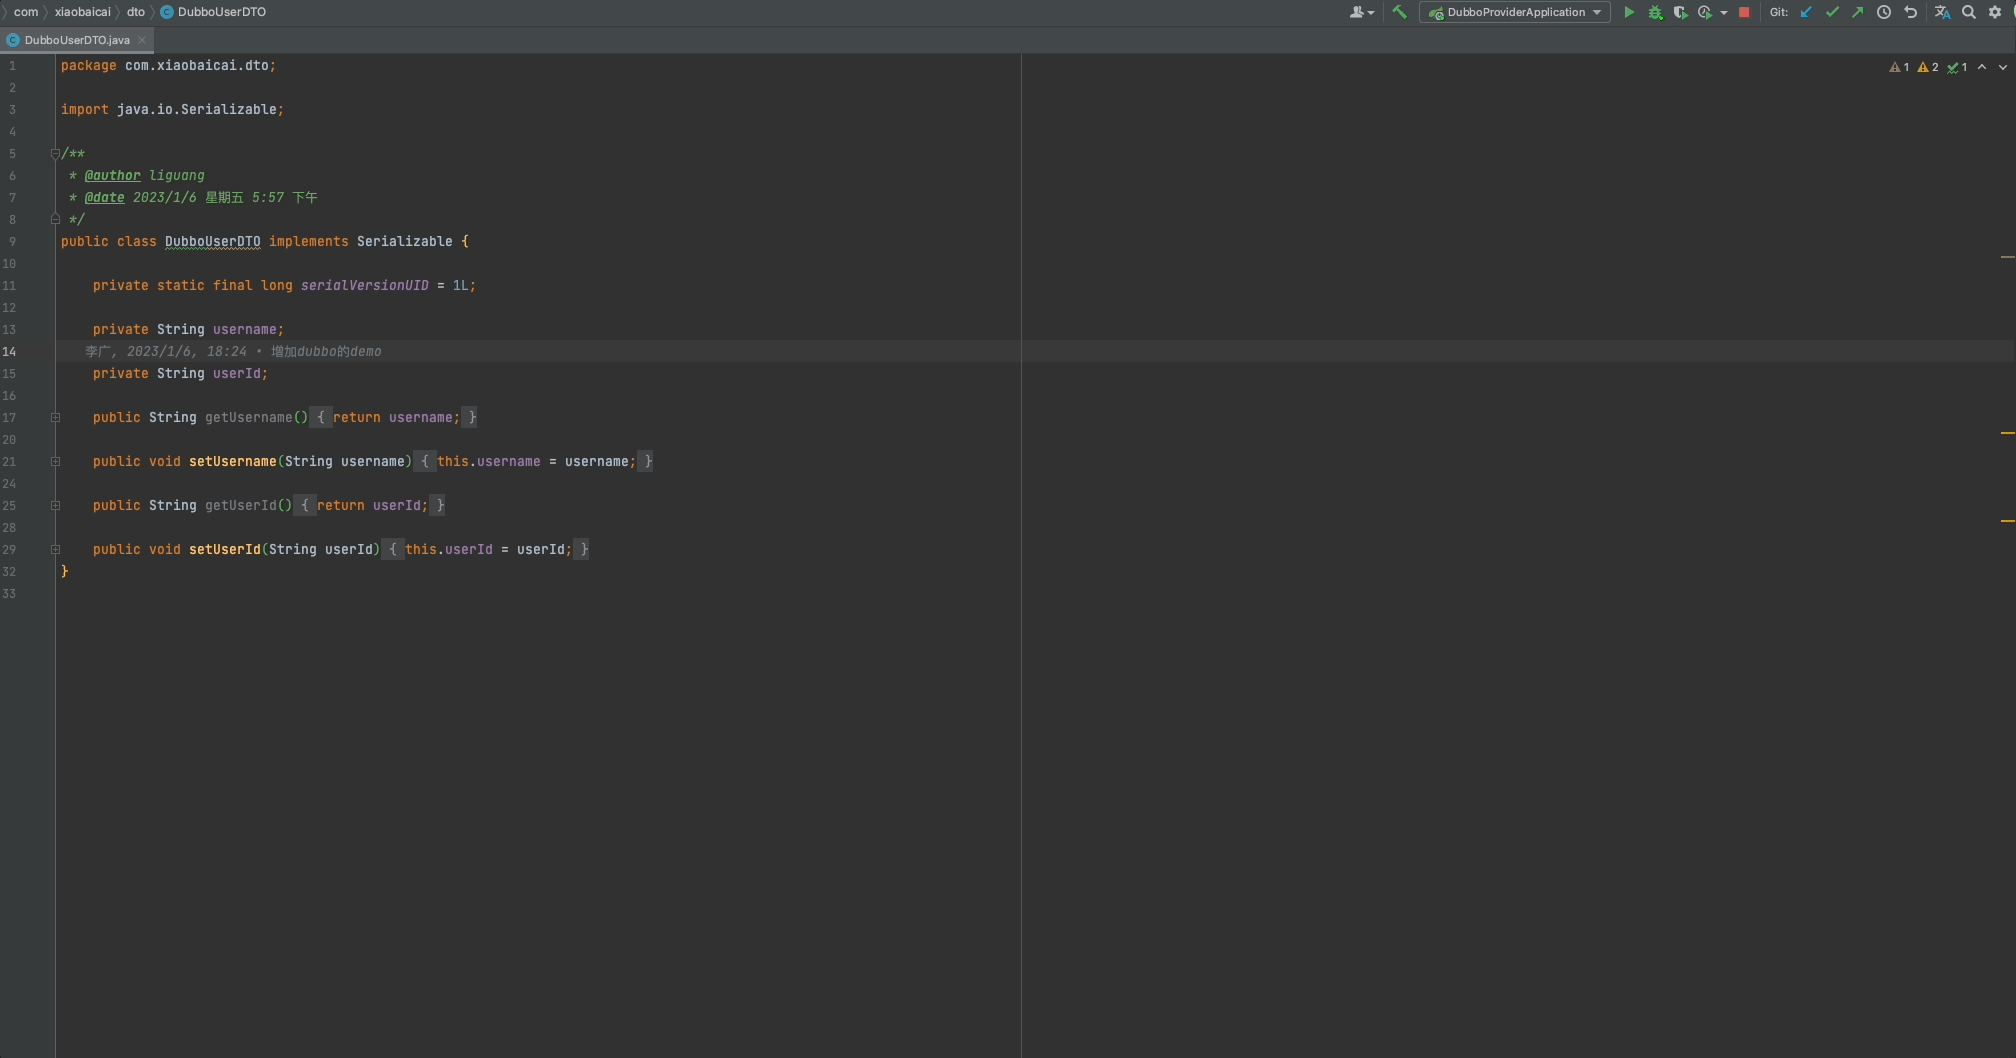 com xiaobaicai dto DubboUserDTO DubboProviderApplication Git:
DubboUserDTO.java
1 package com.xiaobaicai.dto; 1 2 1
2
3 import java.io.Serializable;
4
5 /**
6 * @author liguang
7 * @date 2023/1/6 星期五 5:57 下午
8 */
9 public class DubboUserDTO implements Serializable {
10
11 private static final long serialVersionUID = 1L;
12
13 private String username;
14 李广, 2023/1/6, 18:24 • 增加dubbo的demo
15 private String userId;
16
17 public String getUsername() { return username; }
20
21 public void setUsername(String username) { this.username = username; }
24
25 public String getUserId() { return userId; }
28
29 public void setUserId(String userId) { this.userId = userId; }
32 }
33